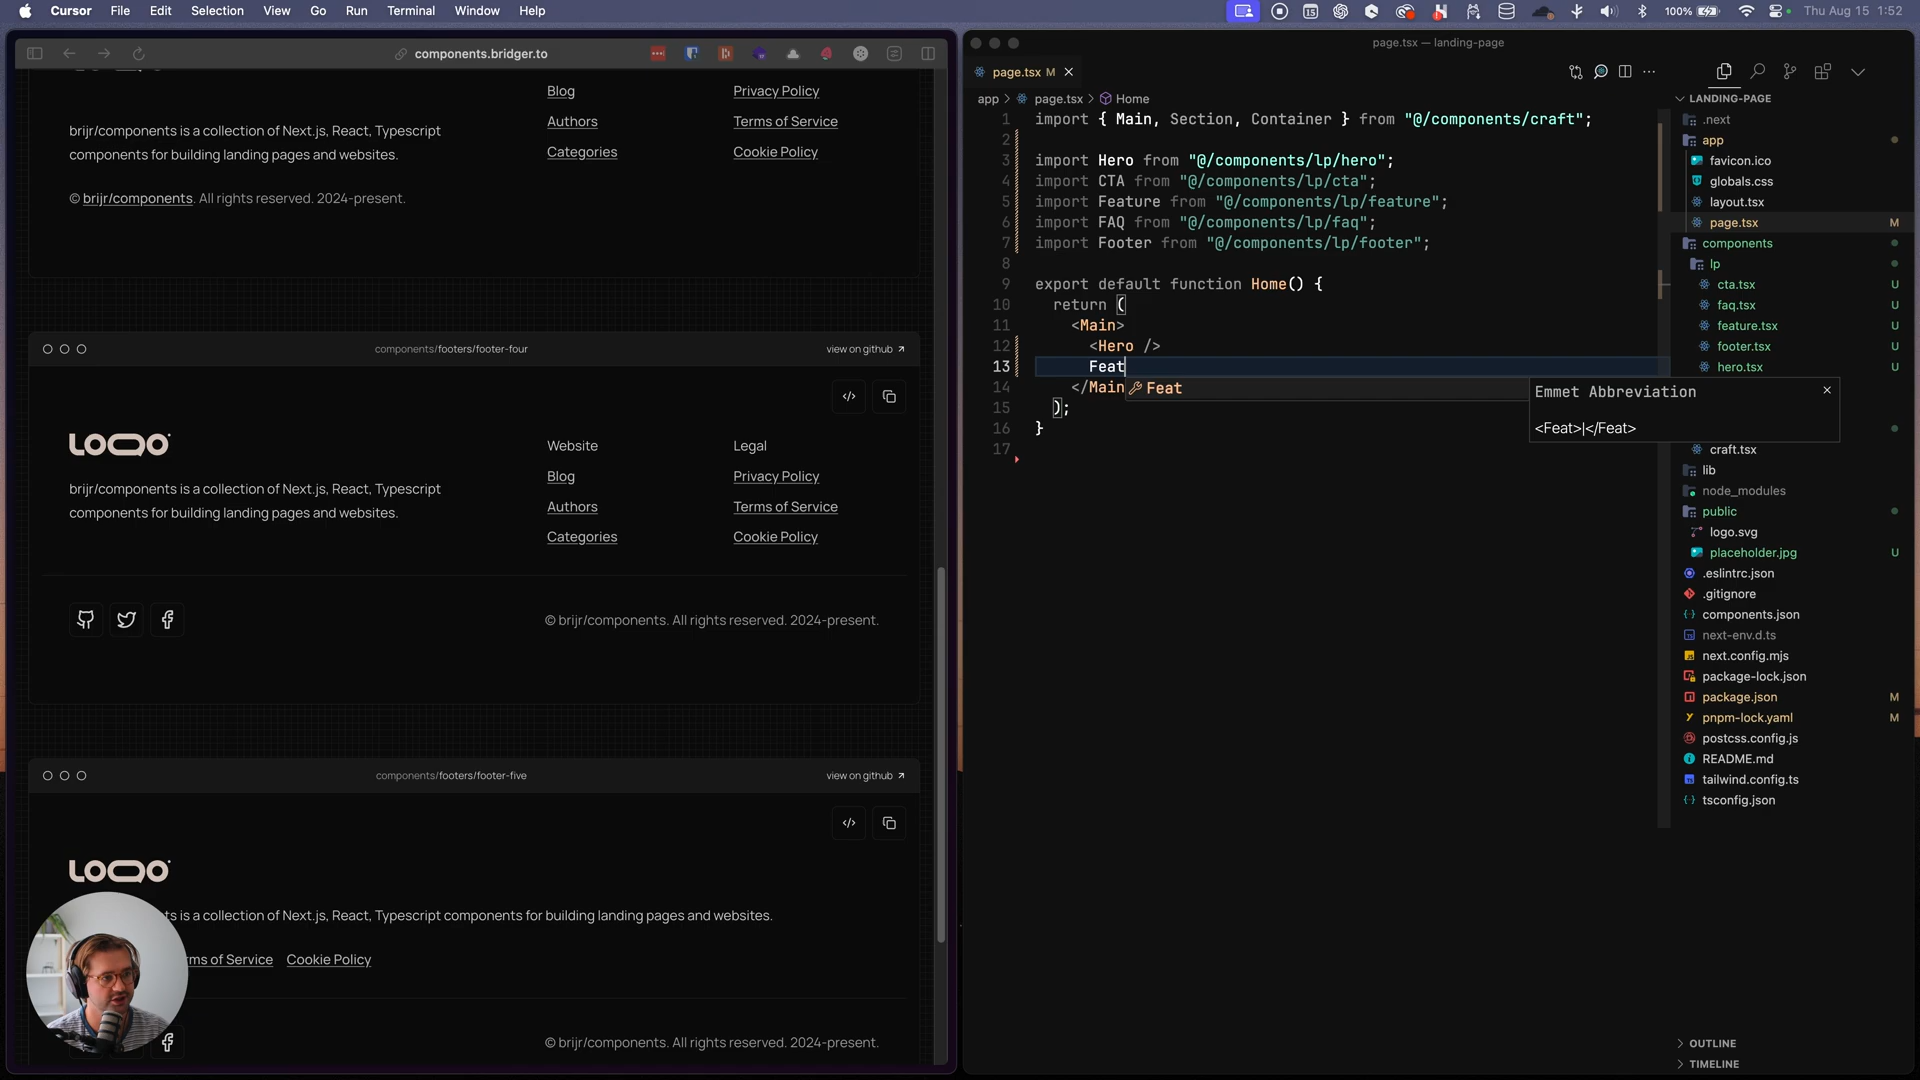 Cursor File Edit Selection View Go Run Terminal Window Help
15
100%
Thu Aug 15 1:52
components.bridger.to
Blog
Privacy Policy
brijr/components is a collection of Next.js, React, Typescript
components for building landing pages and websites.
Authors
Terms of Service
Categories
Cookie Policy
© brijr/components. All rights reserved. 2024-present.
components/footers/footer-four
view on github ↗
</>
LOGO
Website
Legal
brijr/components is a collection of Next.js, React, Typescript
components for building landing pages and websites.
Blog
Privacy Policy
Authors
Terms of Service
Categories
Cookie Policy
© brijr/components. All rights reserved. 2024-present.
components/footers/footer-five
view on github ↗
</>
LOGO
ts is a collection of Next.js, React, Typescript components for building landing pages and websites.
rms of Service
Cookie Policy
© brijr/components. All rights reserved. 2024-present.
page.tsx — landing-page
page.tsx M
app > page.tsx > Home
1 import { Main, Section, Container } from "@/components/craft";
2
3 import Hero from "@/components/lp/hero";
4 import CTA from "@/components/lp/cta";
5 import Feature from "@/components/lp/feature";
6 import FAQ from "@/components/lp/faq";
7 import Footer from "@/components/lp/footer";
8
9 export default function Home() {
10 return (
11 <Main>
12 <Hero />
13 Feat
14 </Main
15 );
16 }
17
Feat
Emmet Abbreviation
<Feat>|</Feat>
LANDING-PAGE
.next
app
favicon.ico
globals.css
layout.tsx
page.tsx M
components
lp
cta.tsx U
faq.tsx U
feature.tsx U
footer.tsx U
hero.tsx U
craft.tsx
lib
node_modules
public
logo.svg
placeholder.jpg U
.eslintrc.json
.gitignore
components.json
next-env.d.ts
next.config.mjs
package-lock.json
package.json M
pnpm-lock.yaml M
postcss.config.js
README.md
tailwind.config.ts
tsconfig.json
OUTLINE
TIMELINE